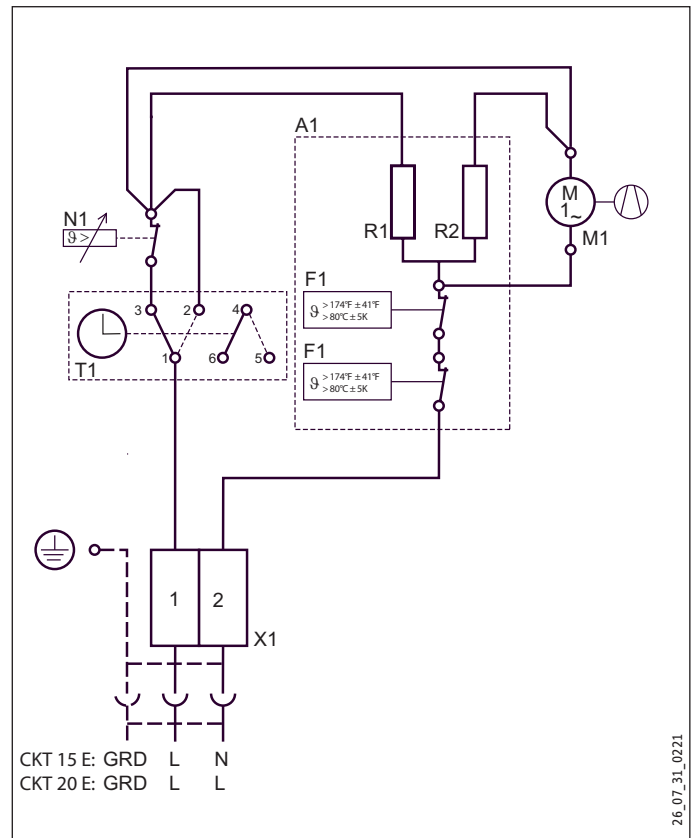 A1
N1
ϑ >
R1
R2
M
1~
M1
F1
ϑ > 174°F ± 41°F
> 80°C ± 5K
3
2
4
T1
1
6
5
F1
ϑ > 174°F ± 41°F
> 80°C ± 5K
1
2
X1
CKT 15 E: GRD L N
CKT 20 E: GRD L L
26_07_31_0221